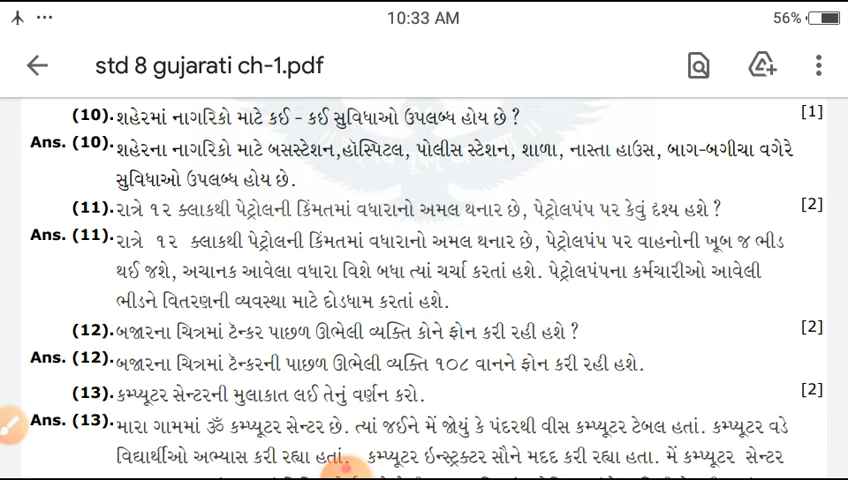 10:33 AM
56%
std 8 gujarati ch-1.pdf
(10). શહેરમાં નાગરિકો માટે કઈ - કઈ સુવિધાઓ ઉપલબ્ધ હોય છે ? [1]
Ans. (10). શહેરના નાગરિકો માટે બસસ્ટેશન,હૉસ્પિટલ, પોલીસ સ્ટેશન, શાળા, નાસ્તા હાઉસ, બાગ-બગીચા વગેરે
સુવિધાઓ ઉપલબ્ધ હોય છે.
(11). રાત્રે ૧૨ ક્લાકથી પેટ્રોલની કિંમતમાં વધારાનો અમલ થનાર છે, પેટ્રોલપંપ પર કેવું દૃશ્ય હશે ? [2]
Ans. (11). રાત્રે ૧૨ ક્લાકથી પેટ્રોલની કિંમતમાં વધારાનો અમલ થનાર છે, પેટ્રોલપંપ પર વાહનોની ખૂબ જ ભીડ
થઈ જશે, અચાનક આવેલા વધારા વિશે બધા ત્યાં ચર્ચા કરતાં હશે. પેટ્રોલપંપના કર્મચારીઓ આવેલી
ભીડને વિતરણની વ્યવસ્થા માટે દોડધામ કરતાં હશે.
(12). બજારના ચિત્રમાં ટૅન્કર પાછળ ઊભેલી વ્યક્તિ કોને ફોન કરી રહી હશે ? [2]
Ans. (12). બજારના ચિત્રમાં ટૅન્કરની પાછળ ઊભેલી વ્યક્તિ ૧૦૮ વાનને ફોન કરી રહી હશે.
(13). કમ્પ્યૂટર સેન્ટરની મુલાકાત લઈ તેનું વર્ણન કરો. [2]
Ans. (13). મારા ગામમાં ૐ કમ્પ્યૂટર સેન્ટર છે. ત્યાં જઈને મેં જોયું કે પંદરથી વીસ કમ્પ્યૂટર ટેબલ હતાં. કમ્પ્યૂટર વડે
વિદ્યાર્થીઓ અભ્યાસ કરી રહ્યા હતાં. કમ્પ્યૂટર ઇન્સ્ટ્રક્ટર સૌને મદદ કરી રહ્યા હતા. મેં કમ્પ્યૂટર સેન્ટર